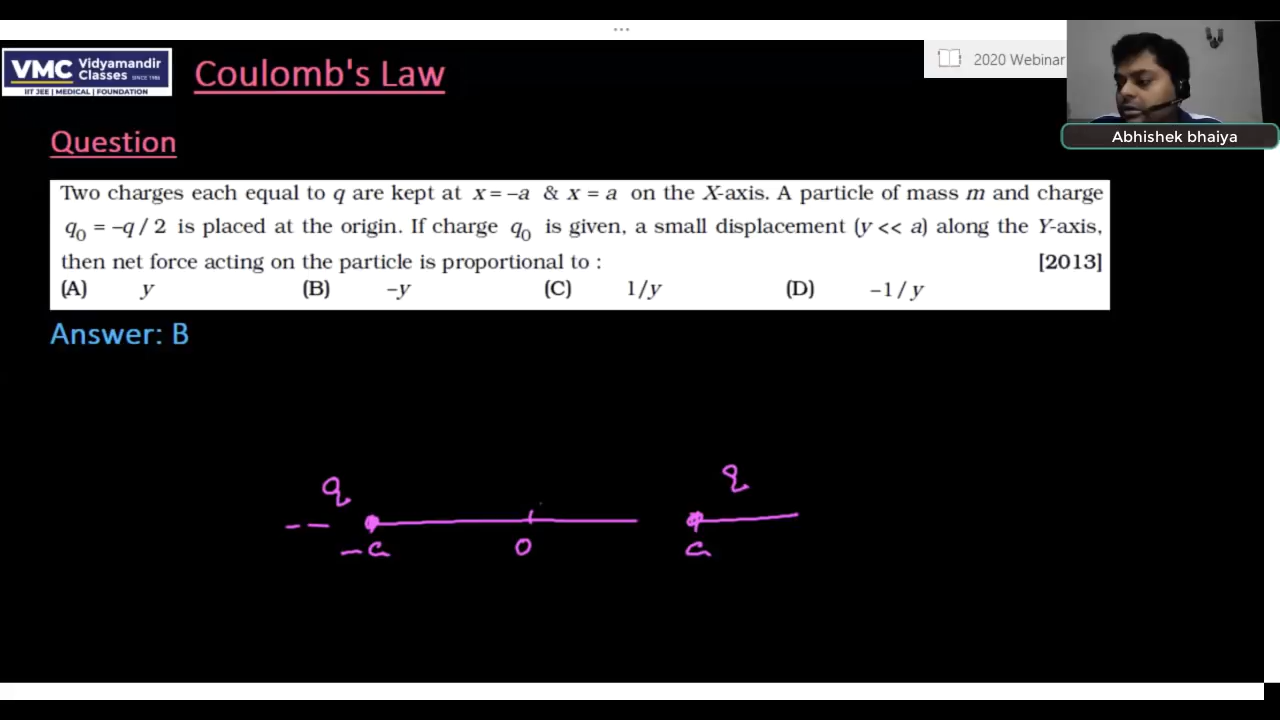 ...
VMC Vidyamandir Classes SINCE 1986
IIT JEE | MEDICAL | FOUNDATION
Coulomb's Law
2020 Webinar
Abhishek bhaiya
Question
Two charges each equal to q are kept at x = –a & x = a on the X-axis. A particle of mass m and charge
q₀ = –q / 2 is placed at the origin. If charge q₀ is given, a small displacement (y << a) along the Y-axis,
then net force acting on the particle is proportional to : [2013]
(A) y (B) –y (C) 1/y (D) –1/ y
Answer: B
q q
-a 0 a